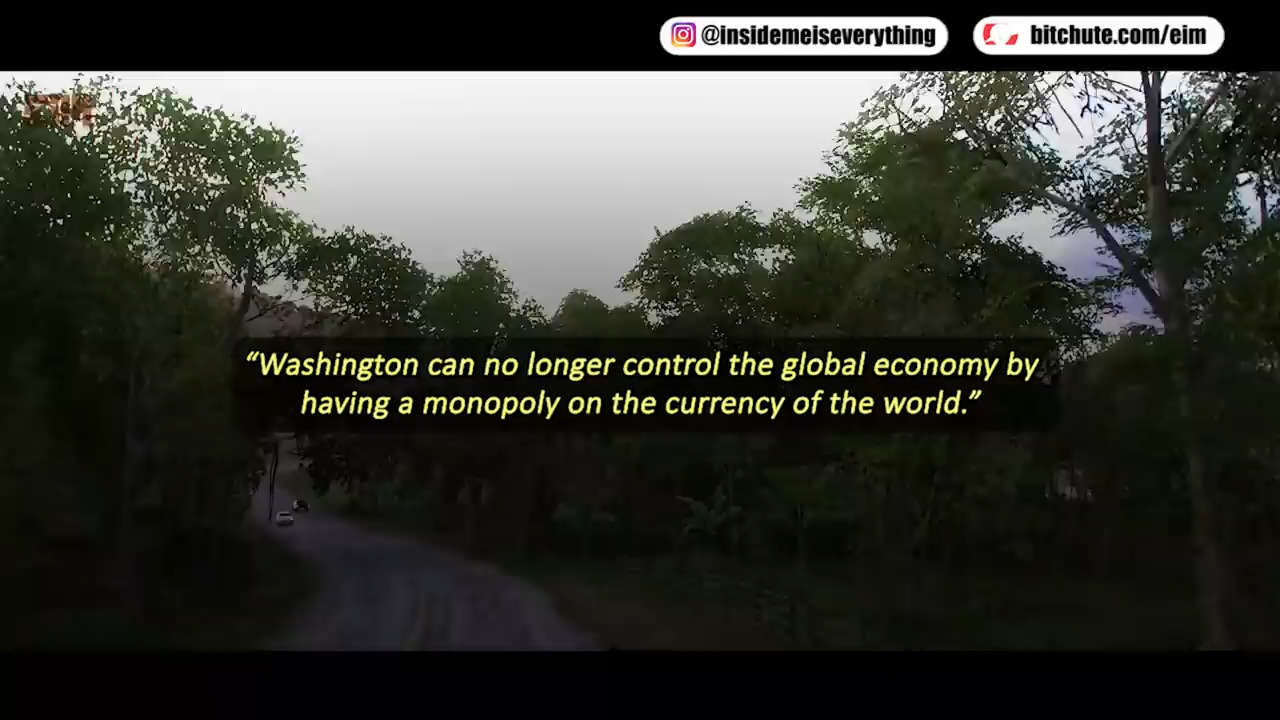 @insidemeiseverything
bitchute.com/eim
“Washington can no longer control the global economy by
having a monopoly on the currency of the world.”